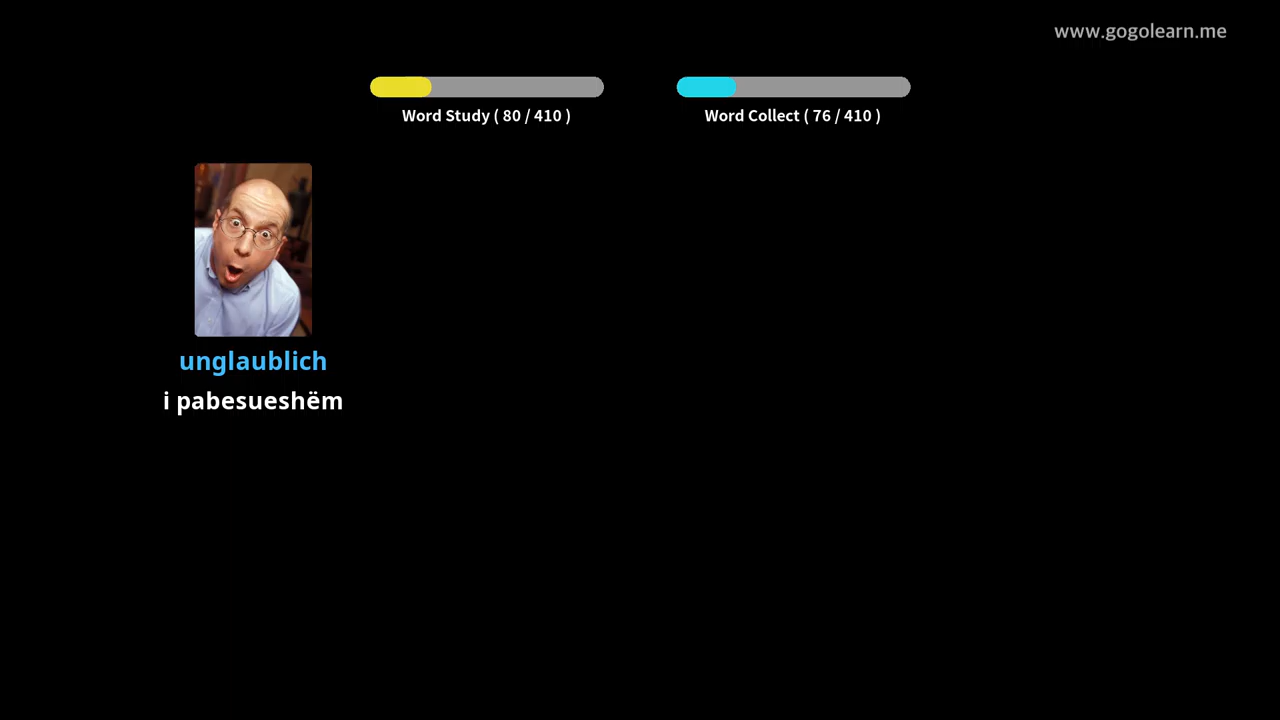 www.gogolearn.me
Word Study ( 80 / 410 )
Word Collect ( 76 / 410 )
unglaublich
i pabesueshëm